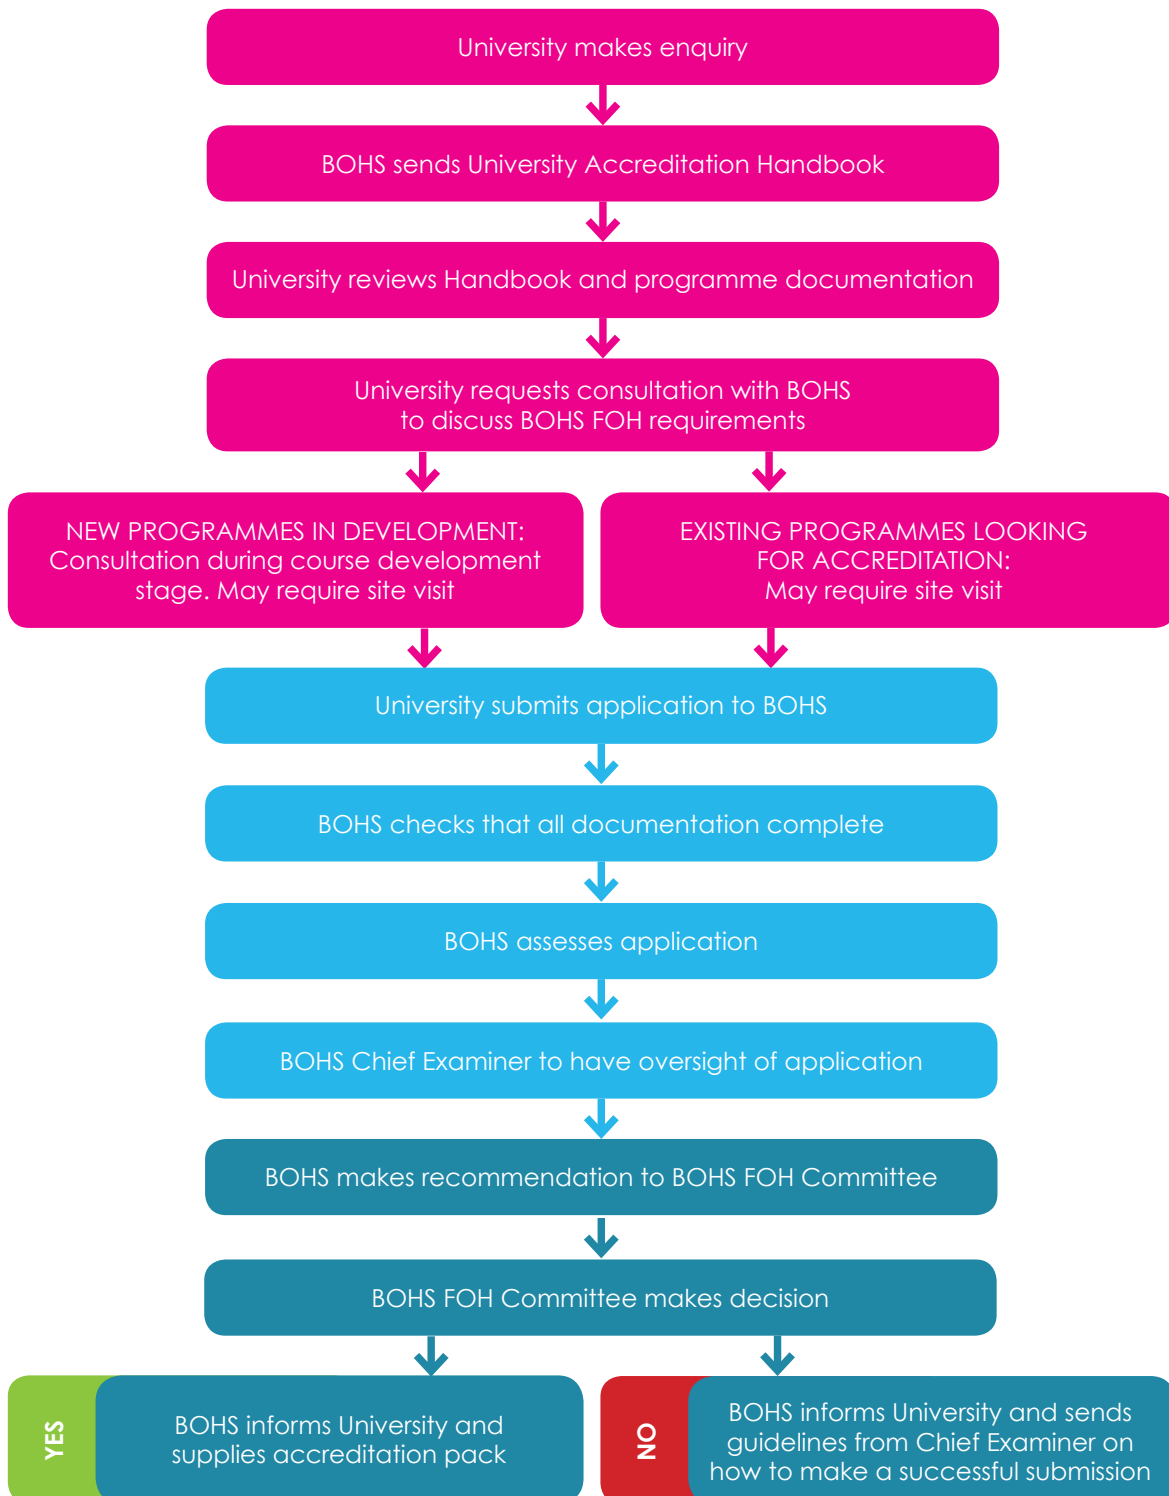 University makes enquiry
BOHS sends University Accreditation Handbook
University reviews Handbook and programme documentation
University requests consultation with BOHS
to discuss BOHS FOH requirements
NEW PROGRAMMES IN DEVELOPMENT:
Consultation during course development
stage. May require site visit
EXISTING PROGRAMMES LOOKING
FOR ACCREDITATION:
May require site visit
University submits application to BOHS
BOHS checks that all documentation complete
BOHS assesses application
BOHS Chief Examiner to have oversight of application
BOHS makes recommendation to BOHS FOH Committee
BOHS FOH Committee makes decision
YES
BOHS informs University and
supplies accreditation pack
NO
BOHS informs University and sends
guidelines from Chief Examiner on
how to make a successful submission